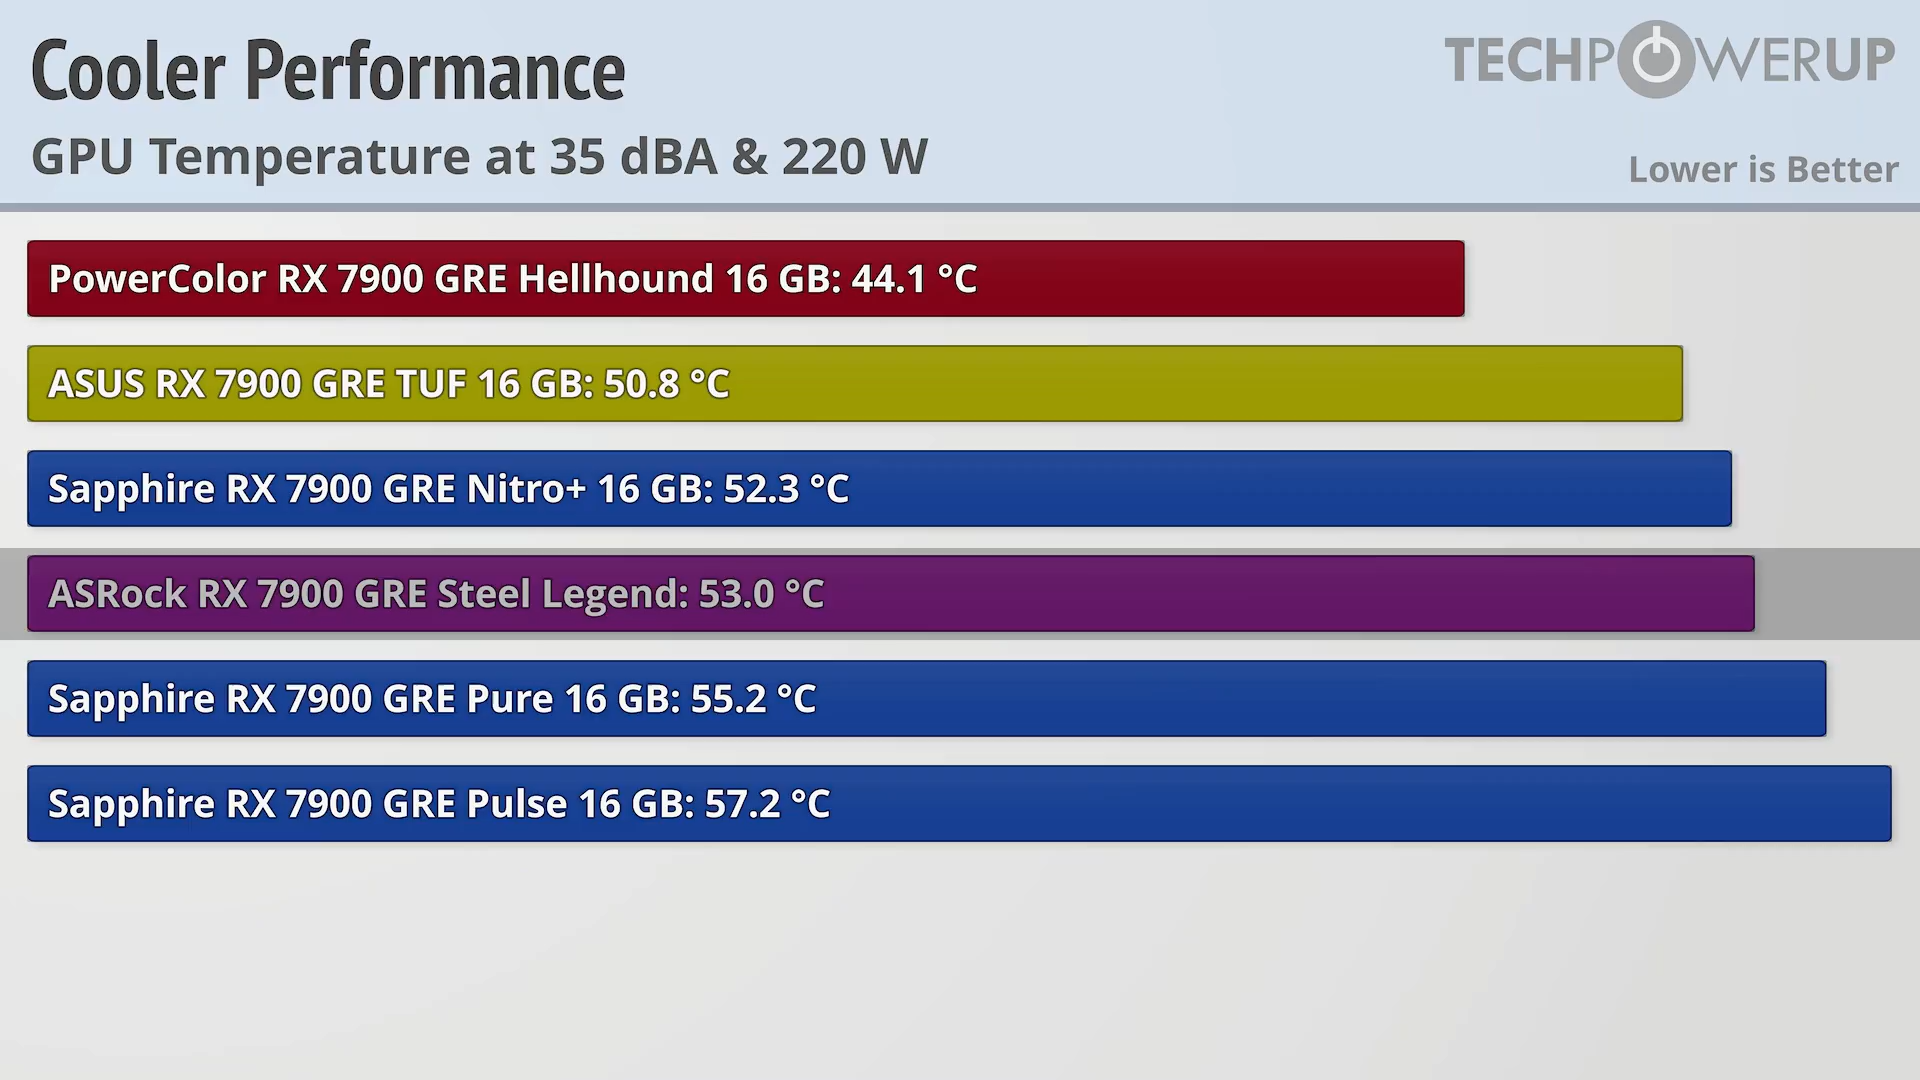 Cooler Performance
TECHPOWERUP
GPU Temperature at 35 dBA & 220 W
Lower is Better
PowerColor RX 7900 GRE Hellhound 16 GB: 44.1 °C
ASUS RX 7900 GRE TUF 16 GB: 50.8 °C
Sapphire RX 7900 GRE Nitro+ 16 GB: 52.3 °C
ASRock RX 7900 GRE Steel Legend: 53.0 °C
Sapphire RX 7900 GRE Pure 16 GB: 55.2 °C
Sapphire RX 7900 GRE Pulse 16 GB: 57.2 °C